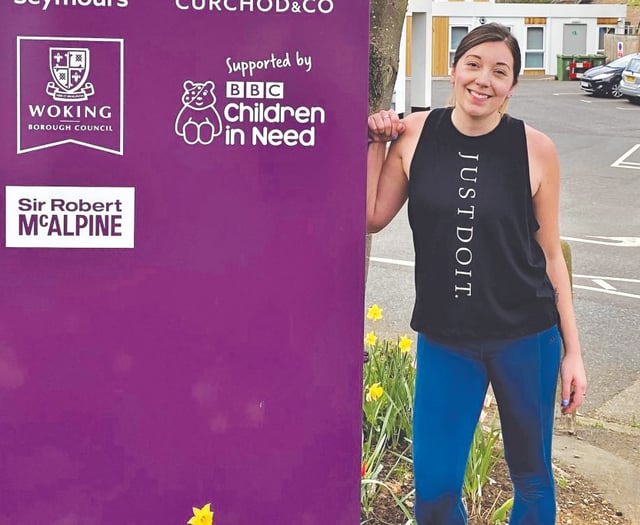 Seymours
CURCHOD&CO
WOKING
BOROUGH COUNCIL
Supported by
BBC
Children
in Need
Sir Robert
McALPINE
JUST DO IT.